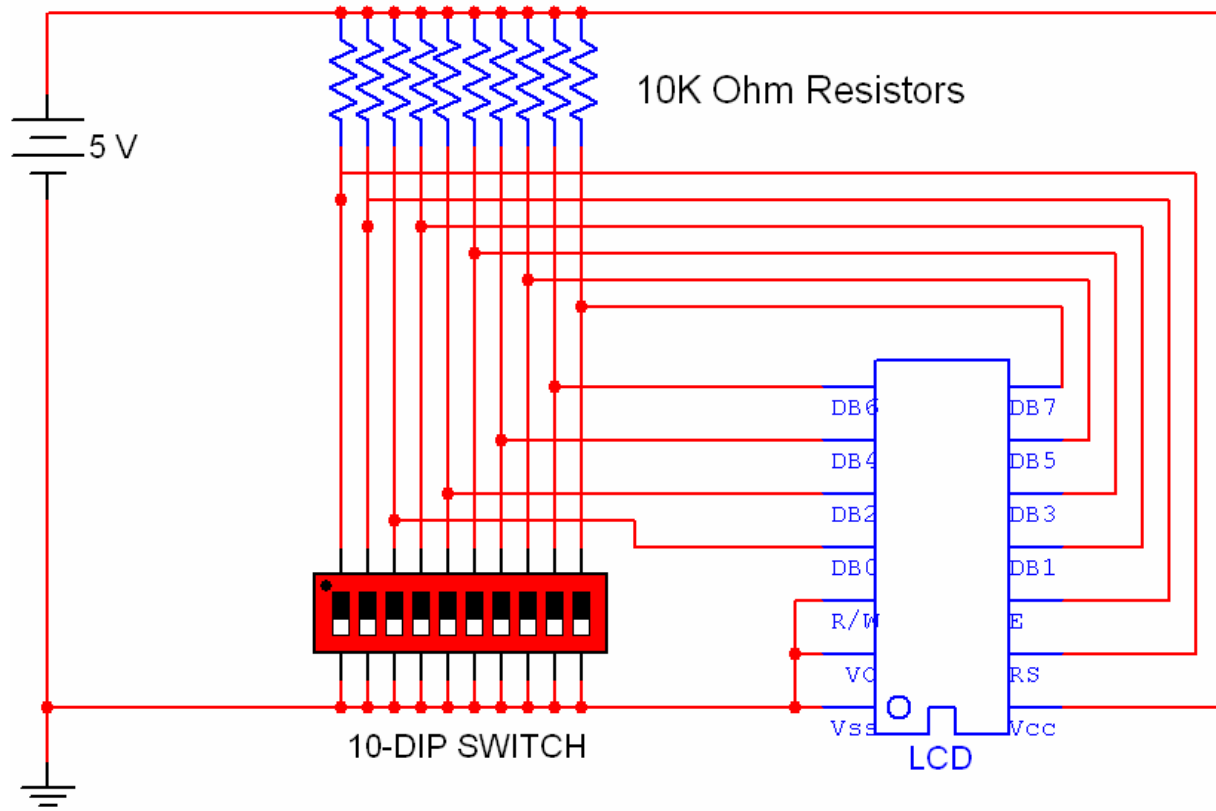 10K Ohm Resistors
5 V
DB6 DB7
DB4 DB5
DB2 DB3
DB0 DB1
R/W E
VO RS
Vss Vcc
10-DIP SWITCH
LCD